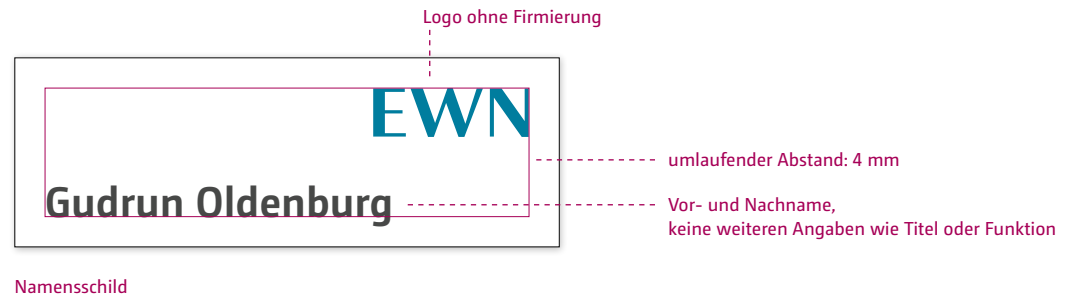 Logo ohne Firmierung
EWN
umlaufender Abstand: 4 mm
Gudrun Oldenburg
Vor- und Nachname,
keine weiteren Angaben wie Titel oder Funktion
Namensschild